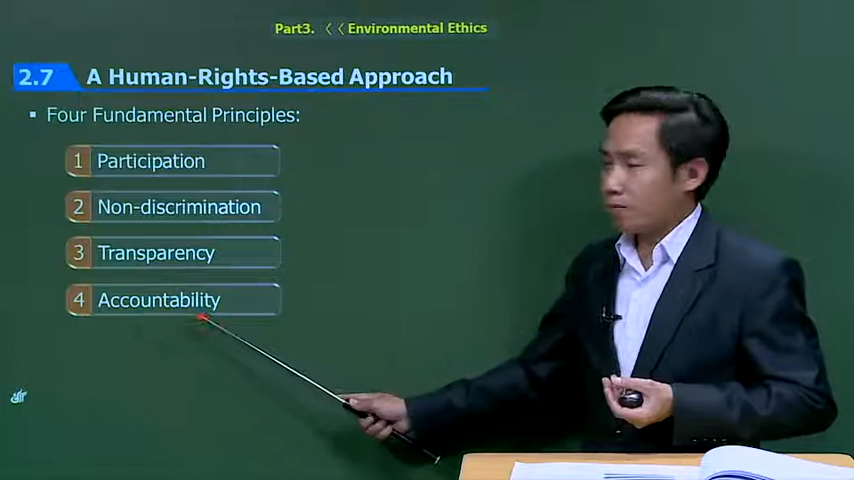 Part3. 〈〈 Environmental Ethics
2.7 A Human-Rights-Based Approach
▪ Four Fundamental Principles:
1 Participation
2 Non-discrimination
3 Transparency
4 Accountability